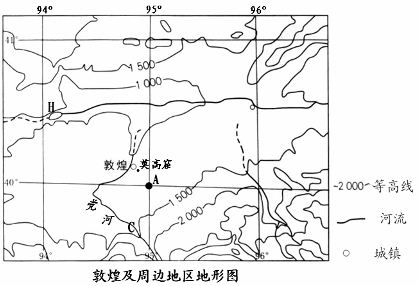 94° 95° 96°
41°
1 500
1 000
H
敦煌 莫高窟
40° A
党河
1 500
2 000
C
94° 95° 96°
-2 000- 等高线
河流
城镇
敦煌及周边地区地形图